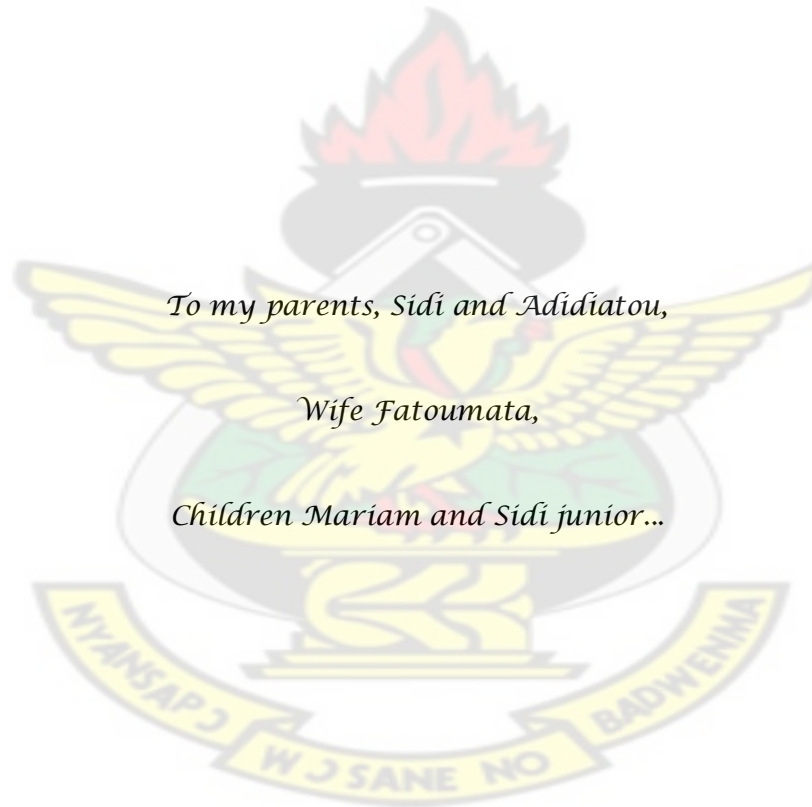 To my parents, Sidi and Adidiatou,
Wife Fatoumata,
Children Mariam and Sidi junior...
NYANSAPƆ WƆSANE NO BADWENMA